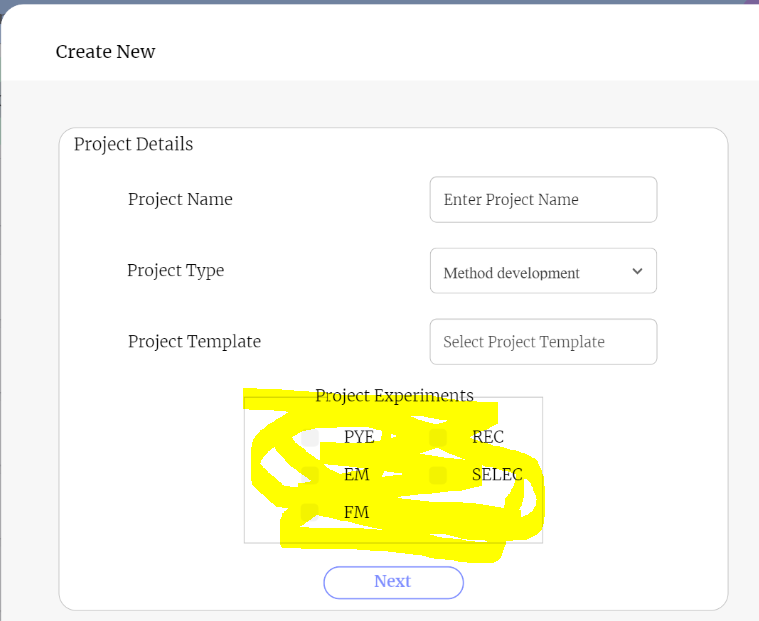 Create New
Project Details
Project Name
Enter Project Name
Project Type
Method development
Project Template
Select Project Template
Project Experiments
PYE
REC
EM
SELEC
FM
Next